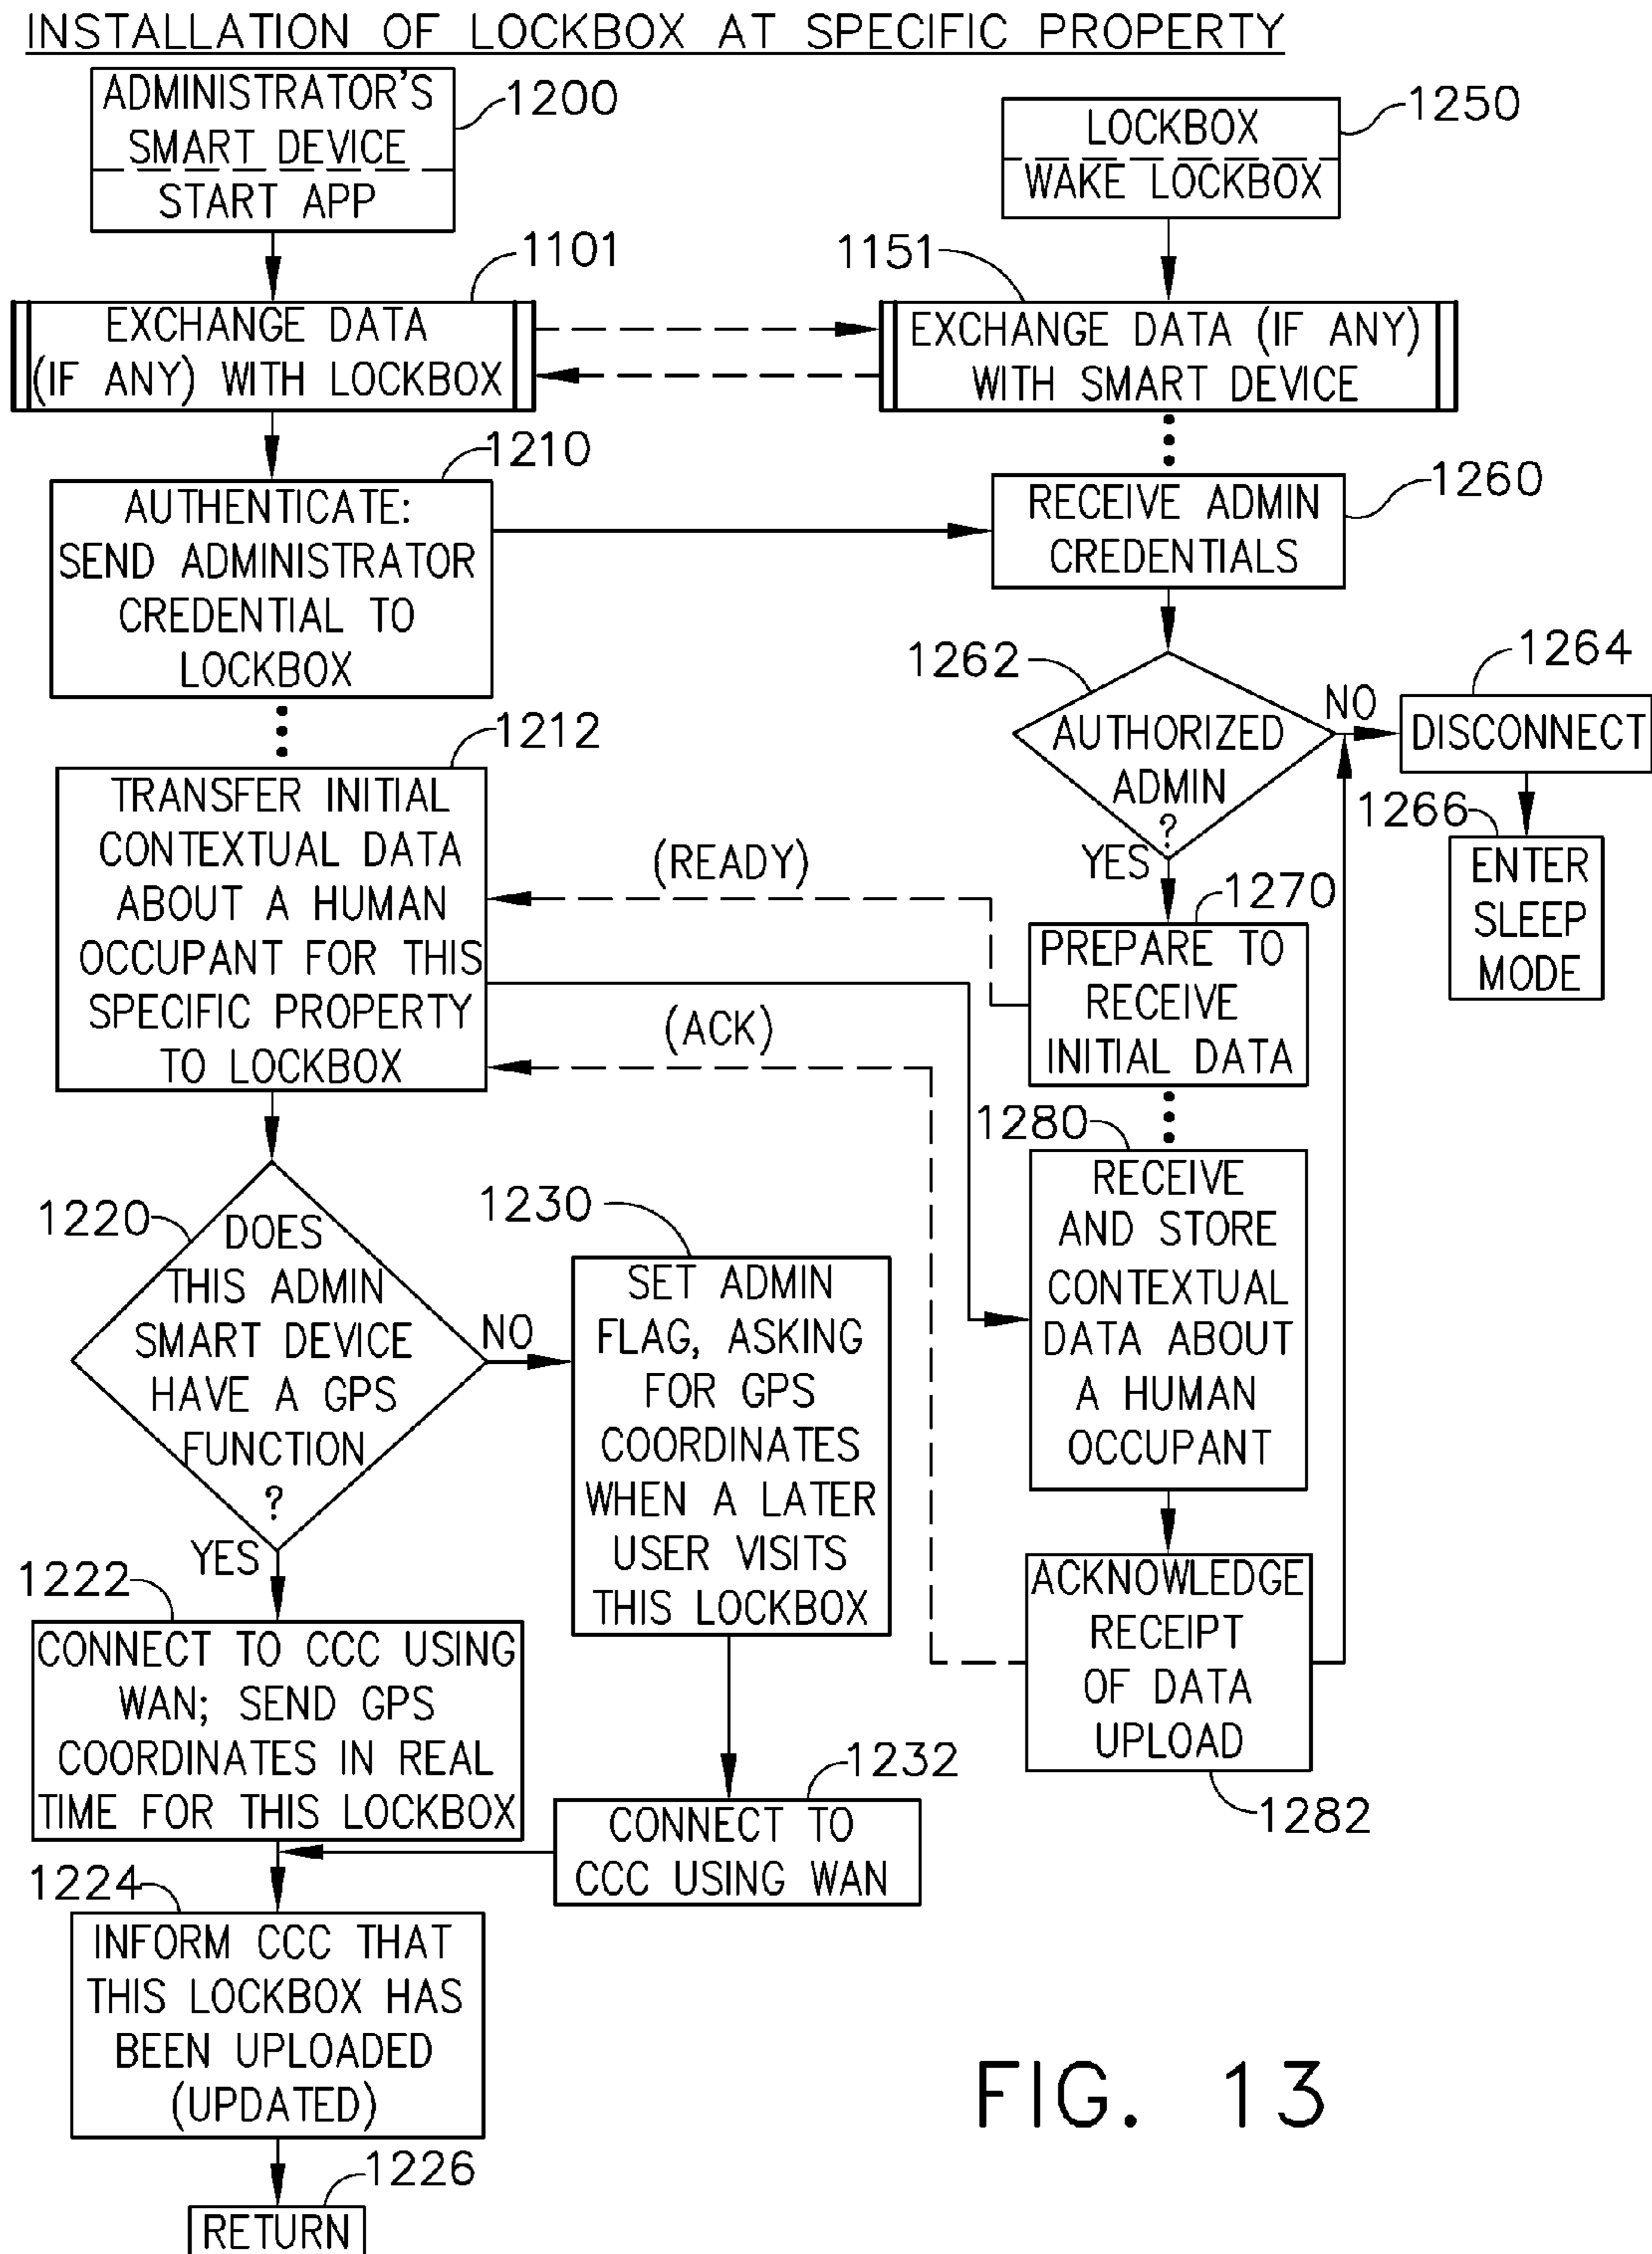 INSTALLATION OF LOCKBOX AT SPECIFIC PROPERTY
ADMINISTRATOR'S
SMART DEVICE
START APP
1200
LOCKBOX
WAKE LOCKBOX
1250
1101
EXCHANGE DATA
(IF ANY) WITH LOCKBOX
1151
EXCHANGE DATA (IF ANY)
WITH SMART DEVICE
1210
AUTHENTICATE:
SEND ADMINISTRATOR
CREDENTIAL TO
LOCKBOX
1260
RECEIVE ADMIN
CREDENTIALS
1262
AUTHORIZED
ADMIN
?
NO
YES
1264
DISCONNECT
1266
ENTER
SLEEP
MODE
1212
TRANSFER INITIAL
CONTEXTUAL DATA
ABOUT A HUMAN
OCCUPANT FOR THIS
SPECIFIC PROPERTY
TO LOCKBOX
(READY)
(ACK)
1270
PREPARE TO
RECEIVE
INITIAL DATA
1280
RECEIVE
AND STORE
CONTEXTUAL
DATA ABOUT
A HUMAN
OCCUPANT
1220
DOES
THIS ADMIN
SMART DEVICE
HAVE A GPS
FUNCTION
?
NO
YES
1230
SET ADMIN
FLAG, ASKING
FOR GPS
COORDINATES
WHEN A LATER
USER VISITS
THIS LOCKBOX
ACKNOWLEDGE
RECEIPT
OF DATA
UPLOAD
1282
1222
CONNECT TO CCC USING
WAN; SEND GPS
COORDINATES IN REAL
TIME FOR THIS LOCKBOX
1232
CONNECT TO
CCC USING WAN
1224
INFORM CCC THAT
THIS LOCKBOX HAS
BEEN UPLOADED
(UPDATED)
1226
RETURN
FIG. 13